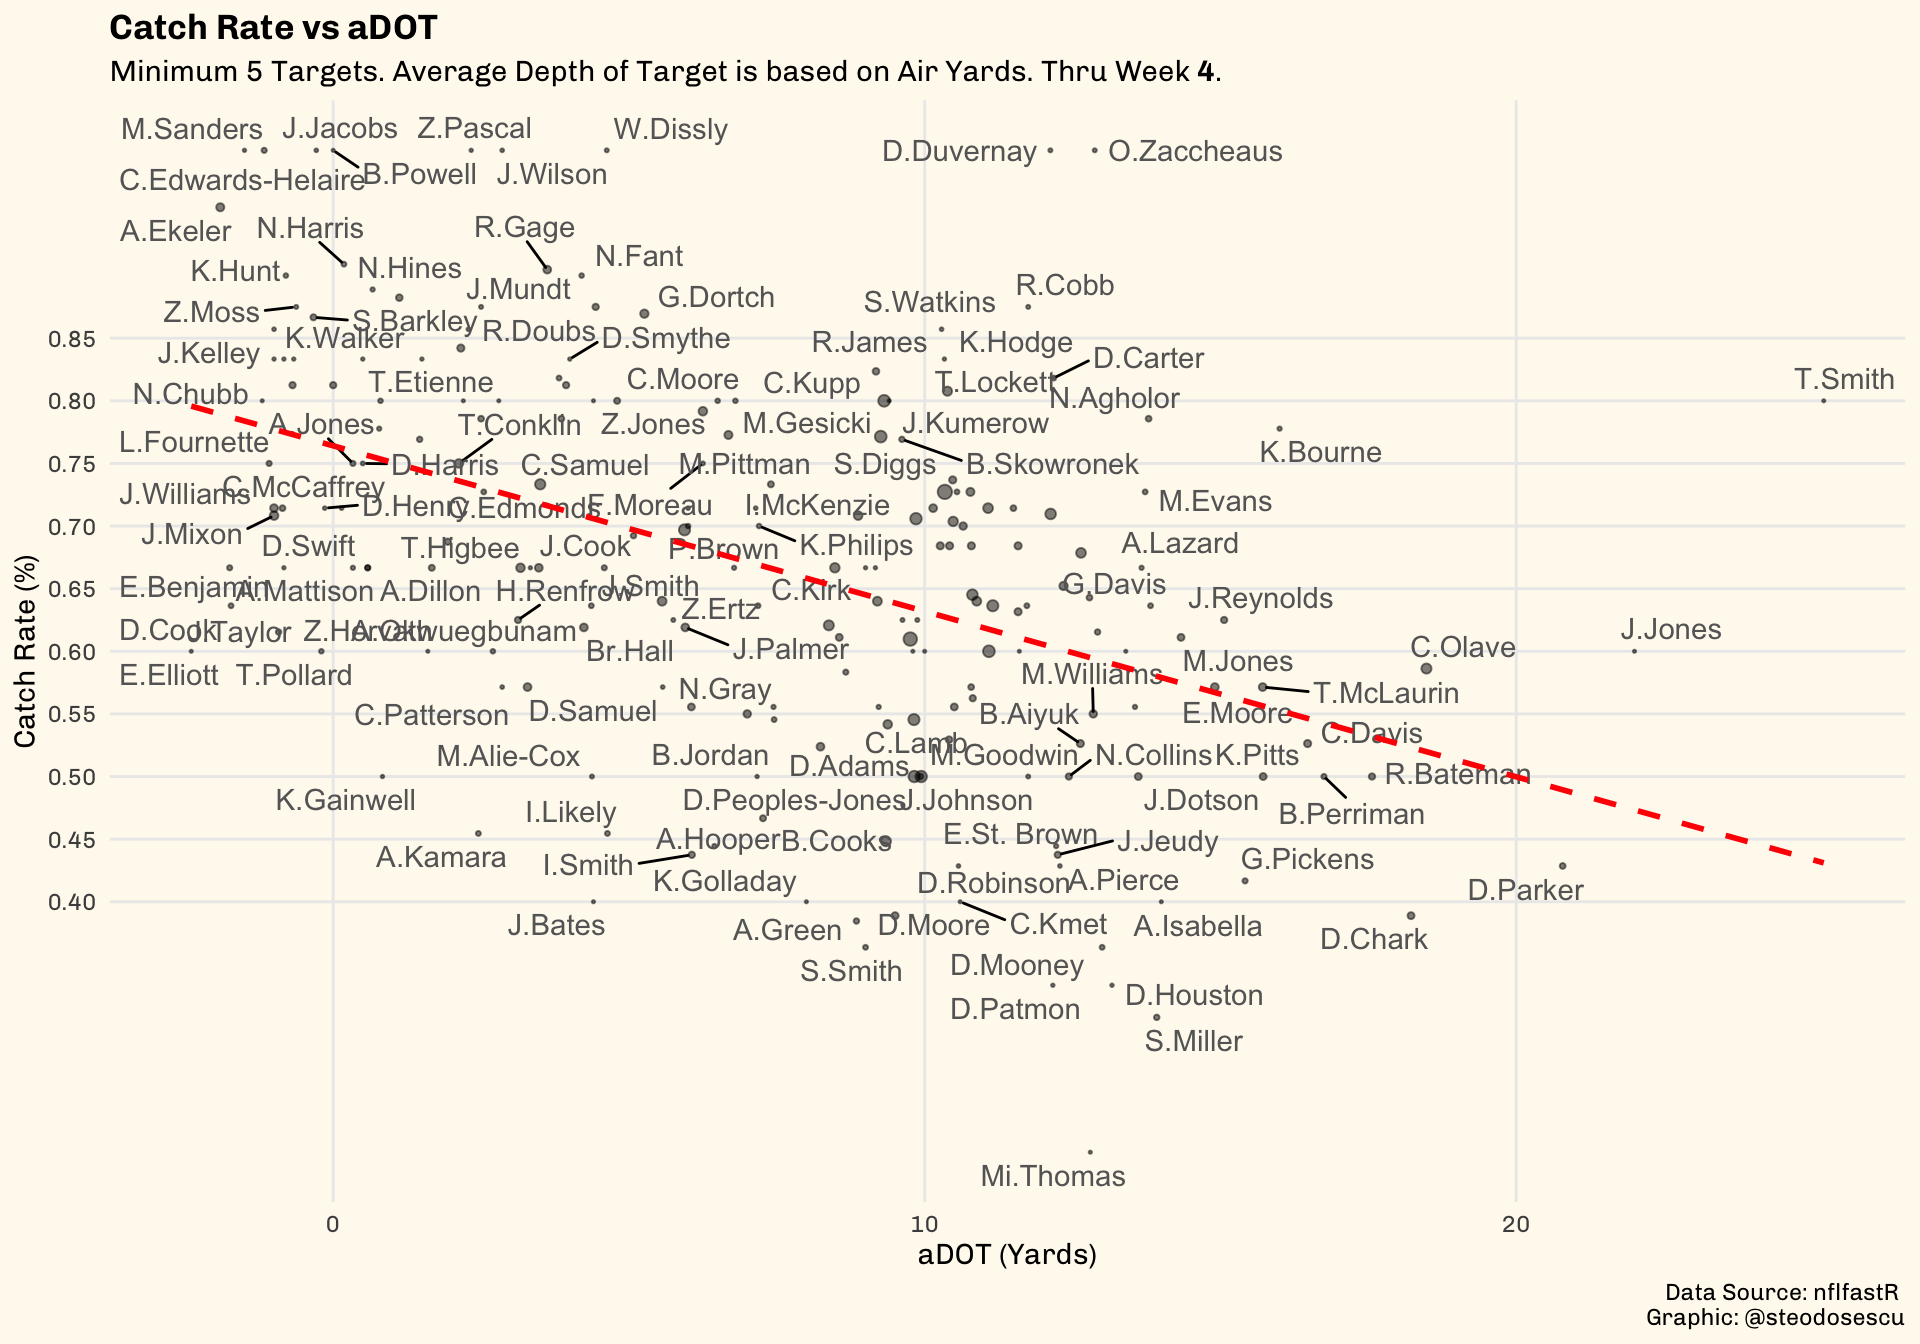 Catch Rate vs aDOT
Minimum 5 Targets. Average Depth of Target is based on Air Yards. Thru Week 4.
M.Sanders J.Jacobs Z.Pascal W.Dissly
D.Duvernay O.Zaccheaus
C.Edwards-Helaire B.Powell J.Wilson
A.Ekeler N.Harris R.Gage
N.Fant
K.Hunt N.Hines
J.Mundt G.Dortch R.Cobb
Z.Moss S.Barkley S.Watkins
K.Walker R.Doubs D.Smythe R.James K.Hodge
0.85
J.Kelley D.Carter
T.Etienne C.Moore C.Kupp T.Lockett T.Smith
N.Chubb N.Agholor
0.80
A.Jones T.Conklin Z.Jones M.Gesicki J.Kumerow
L.Fournette K.Bourne
0.75
D.Harris C.Samuel M.Pittman S.Diggs B.Skowronek
C.McCaffrey
J.Williams D.Henry C.Edmonds F.Moreau I.McKenzie M.Evans
0.70
J.Mixon
D.Swift T.Higbee J.Cook P.Brown K.Philips A.Lazard
0.65
E.Benjamin A.Mattison A.Dillon H.Renfrow J.Smith C.Kirk G.Davis J.Reynolds
Z.Ertz
D.Cook J.Taylor Z.Horvath A.Okwuegbunam J.Jones
0.60
Br.Hall J.Palmer C.Olave
E.Elliott T.Pollard M.Williams M.Jones
N.Gray T.McLaurin
0.55
C.Patterson D.Samuel B.Aiyuk E.Moore
C.Lamb C.Davis
M.Alie-Cox B.Jordan D.Adams M.Goodwin N.Collins K.Pitts
0.50
R.Bateman
K.Gainwell I.Likely D.Peoples-Jones J.Johnson J.Dotson B.Perriman
0.45
A.Hooper B.Cooks E.St. Brown J.Jeudy
A.Kamara I.Smith G.Pickens
K.Golladay D.Robinson A.Pierce D.Parker
0.40
J.Bates A.Green D.Moore C.Kmet A.Isabella D.Chark
S.Smith D.Mooney
D.Patmon D.Houston
S.Miller
Mi.Thomas
Catch Rate (%)
0 10 20
aDOT (Yards)
Data Source: nflfastR
Graphic: @steodosescu